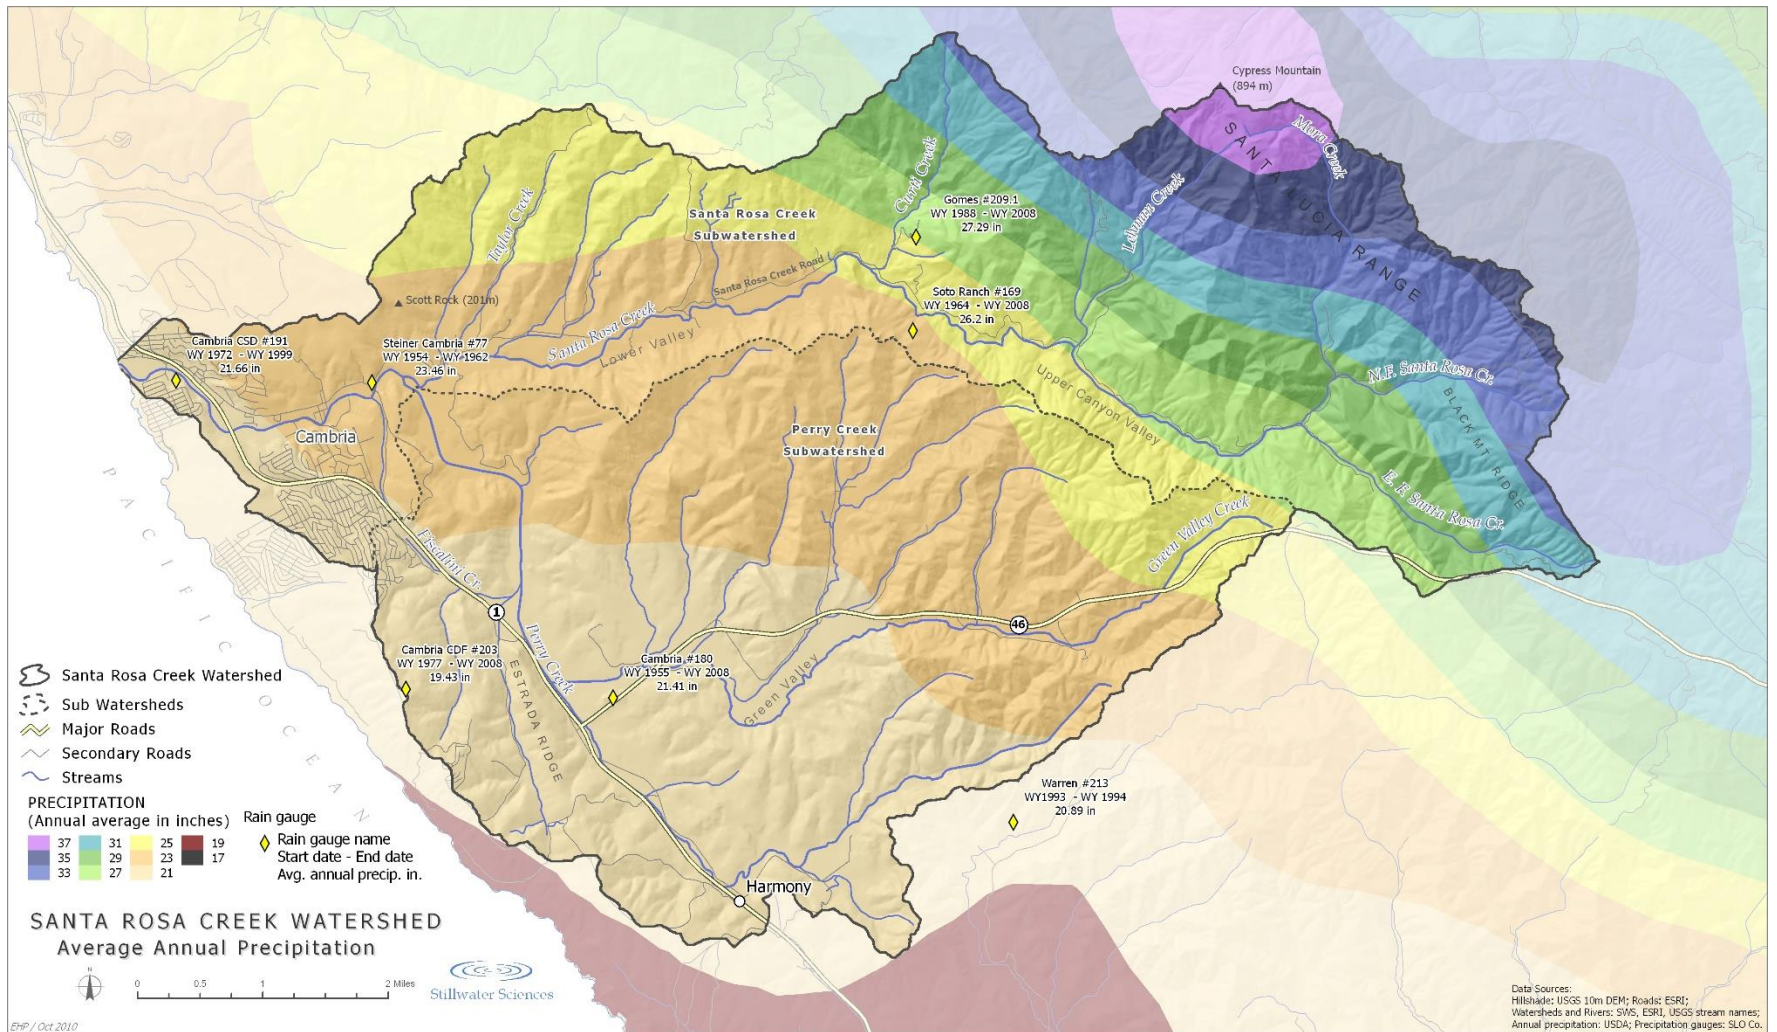 Cypress Mountain
(894 m)
SANT LUCIA RANGE
Mora Creek
Curti Creek
Lehman Creek
Taylor Creek
Gomes #209.1
WY 1988 - WY 2008
27.29 in
Santa Rosa Creek
Subwatershed
Santa Rosa Creek Road
Scott Rock (201m)
Soto Ranch #169
WY 1964 - WY 2008
26.2 in
Santa Rosa Creek
Lower Valley
Cambria CSD #191
WY 1972 - WY 1999
21.66 in
Steiner Cambria #77
WY 1954 - WY 1962
23.46 in
N.F. Santa Rosa Cr.
BLACK MT. RIDGE
Upper Canyon Valley
Cambria
Perry Creek
Subwatershed
E. F. Santa Rosa Cr.
Green Valley Creek
PACIFIC OCEAN
Fiscalini Cr.
1
46
Perry Creek
Cambria CDF #203
WY 1977 - WY 2008
19.43 in
Cambria #180
WY 1955 - WY 2008
21.41 in
ESTRADA RIDGE
Green Valley
Warren #213
WY1993 - WY 1994
20.89 in
Harmony
Santa Rosa Creek Watershed
Sub Watersheds
Major Roads
Secondary Roads
Streams
PRECIPITATION
(Annual average in inches)
37 31 25 19
35 29 23 17
33 27 21
Rain gauge
Rain gauge name
Start date - End date
Avg. annual precip. in.
SANTA ROSA CREEK WATERSHED
Average Annual Precipitation
N
0 0.5 1 2 Miles
Stillwater Sciences
EHP / Oct 2010
Data Sources:
Hillshade: USGS 10m DEM; Roads: ESRI;
Watersheds and Rivers: SWS, ESRI, USGS stream names;
Annual precipitation: USDA; Precipitation gauges: SLO Co.